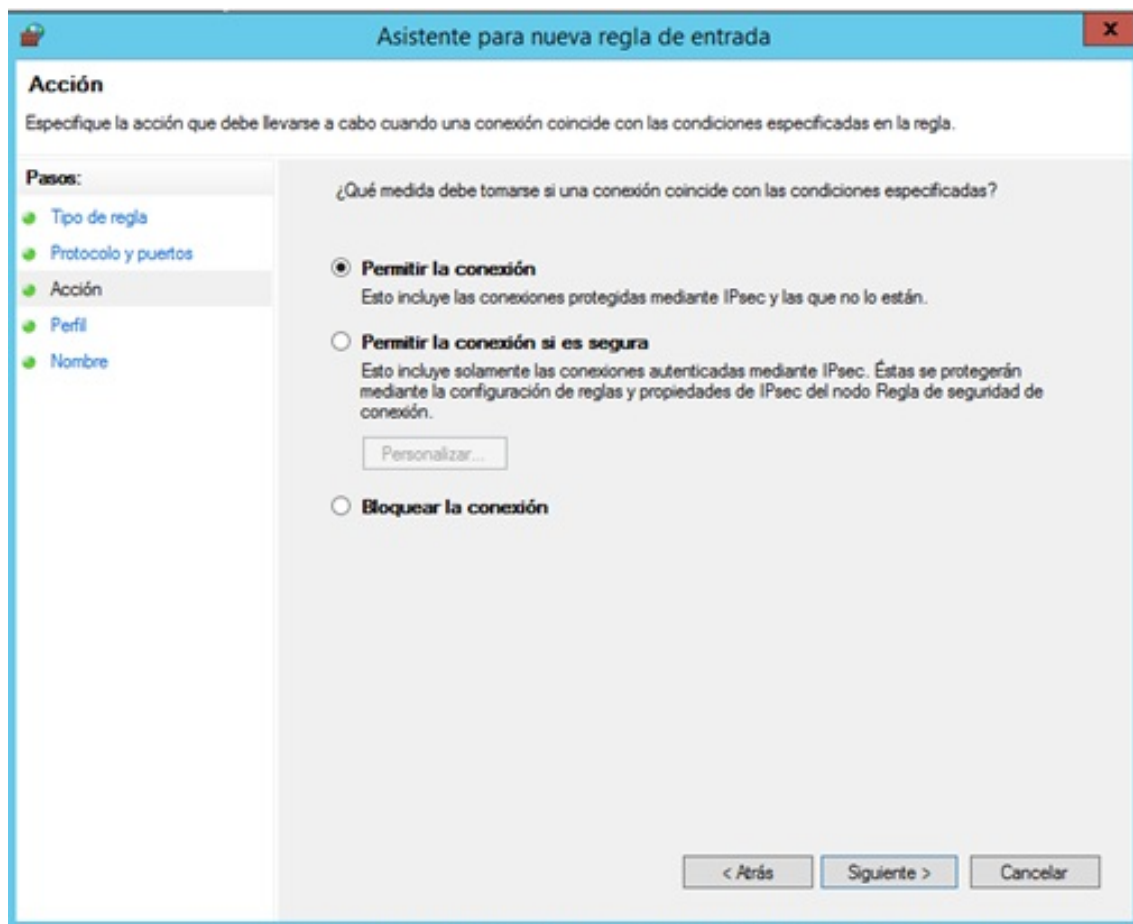 Asistente para nueva regla de entrada
x
Acción
Especifique la acción que debe llevarse a cabo cuando una conexión coincide con las condiciones especificadas en la regla.
Pasos:
Tipo de regla
Protocolo y puertos
Acción
Perfil
Nombre
¿Qué medida debe tomarse si una conexión coincide con las condiciones especificadas?
Permitir la conexión
Esto incluye las conexiones protegidas mediante IPsec y las que no lo están.
Permitir la conexión si es segura
Esto incluye solamente las conexiones autenticadas mediante IPsec. Éstas se protegerán
mediante la configuración de reglas y propiedades de IPsec del nodo Regla de seguridad de
conexión.
Personalizar...
Bloquear la conexión
< Atrás
Siguiente >
Cancelar